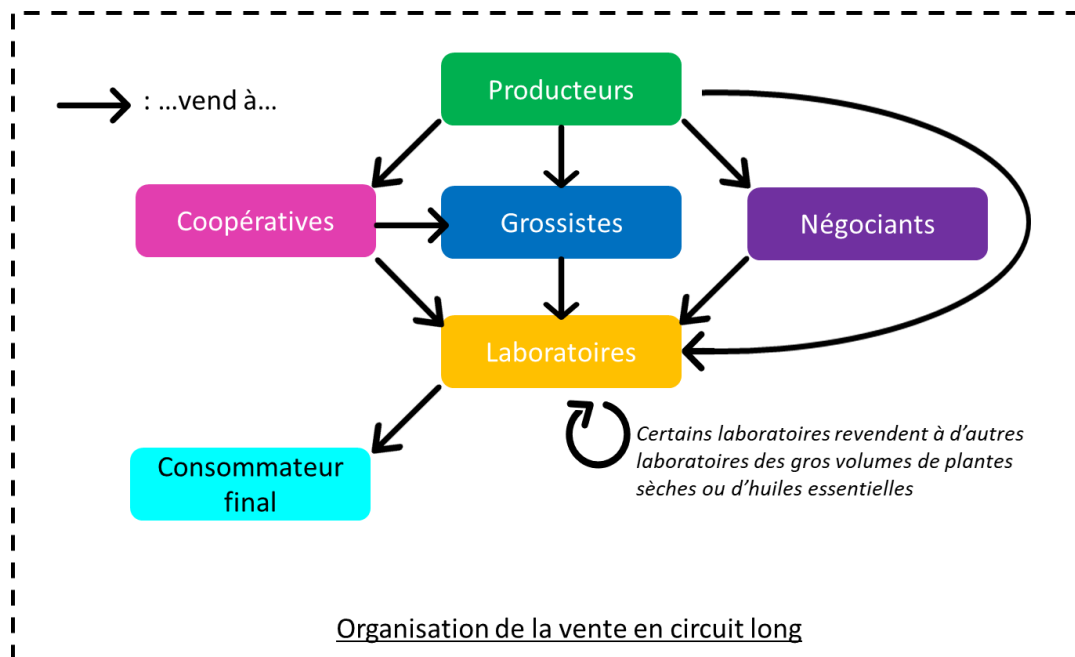 Producteurs
: ...vend à...
Coopératives
Grossistes
Négociants
Laboratoires
Certains laboratoires revendent à d'autres
laboratoires des gros volumes de plantes
sèches ou d'huiles essentielles
Consommateur
final
Organisation de la vente en circuit long